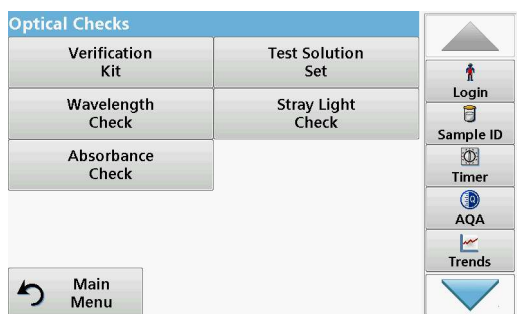 Optical Checks
Verification
Kit
Test Solution
Set
Wavelength
Check
Stray Light
Check
Absorbance
Check
Main
Menu
Login
Sample ID
Timer
AQA
Trends